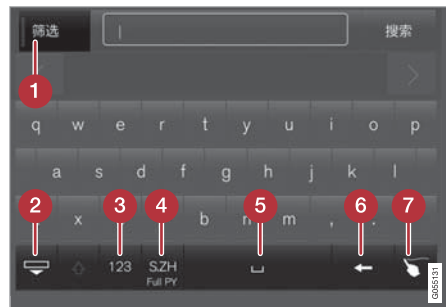 筛选 搜索
1
q w e r t y u i o p
a s d f g h j k l
2 3 4 5 6 7
x b n m , .
123 S.ZH
Full PY
G055131